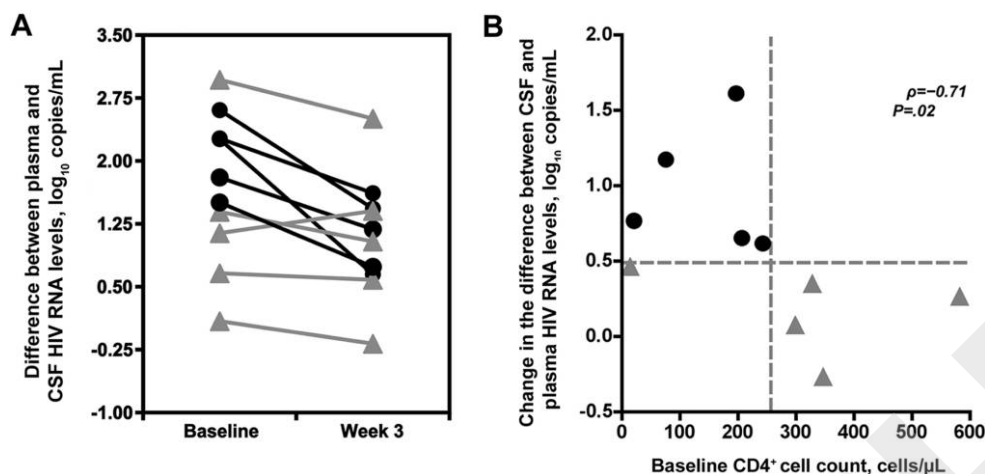 A
Difference between plasma and
CSF HIV RNA levels, log10 copies/mL
3.50
2.75
2.00
1.25
0.50
-0.25
-1.00
Baseline
Week 3
B
Change in the difference between CSF and
plasma HIV RNA levels, log10 copies/mL
2.0
1.5
1.0
0.5
0.0
-0.5
ρ=−0.71
P=.02
0
100
200
300
400
500
600
Baseline CD4+ cell count, cells/µL